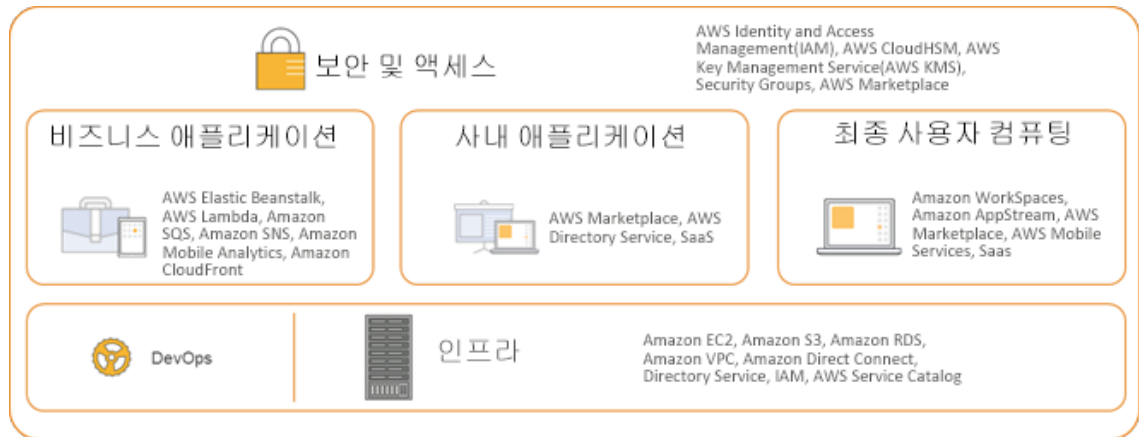 보안 및 액세스
AWS Identity and Access
Management(IAM), AWS CloudHSM, AWS
Key Management Service(AWS KMS),
Security Groups, AWS Marketplace
비즈니스 애플리케이션
AWS Elastic Beanstalk,
AWS Lambda, Amazon
SQS, Amazon SNS, Amazon
Mobile Analytics, Amazon
CloudFront
사내 애플리케이션
AWS Marketplace, AWS
Directory Service, SaaS
최종 사용자 컴퓨팅
Amazon WorkSpaces,
Amazon AppStream, AWS
Marketplace, AWS Mobile
Services, Saas
DevOps
인프라
Amazon EC2, Amazon S3, Amazon RDS,
Amazon VPC, Amazon Direct Connect,
Directory Service, IAM, AWS Service Catalog